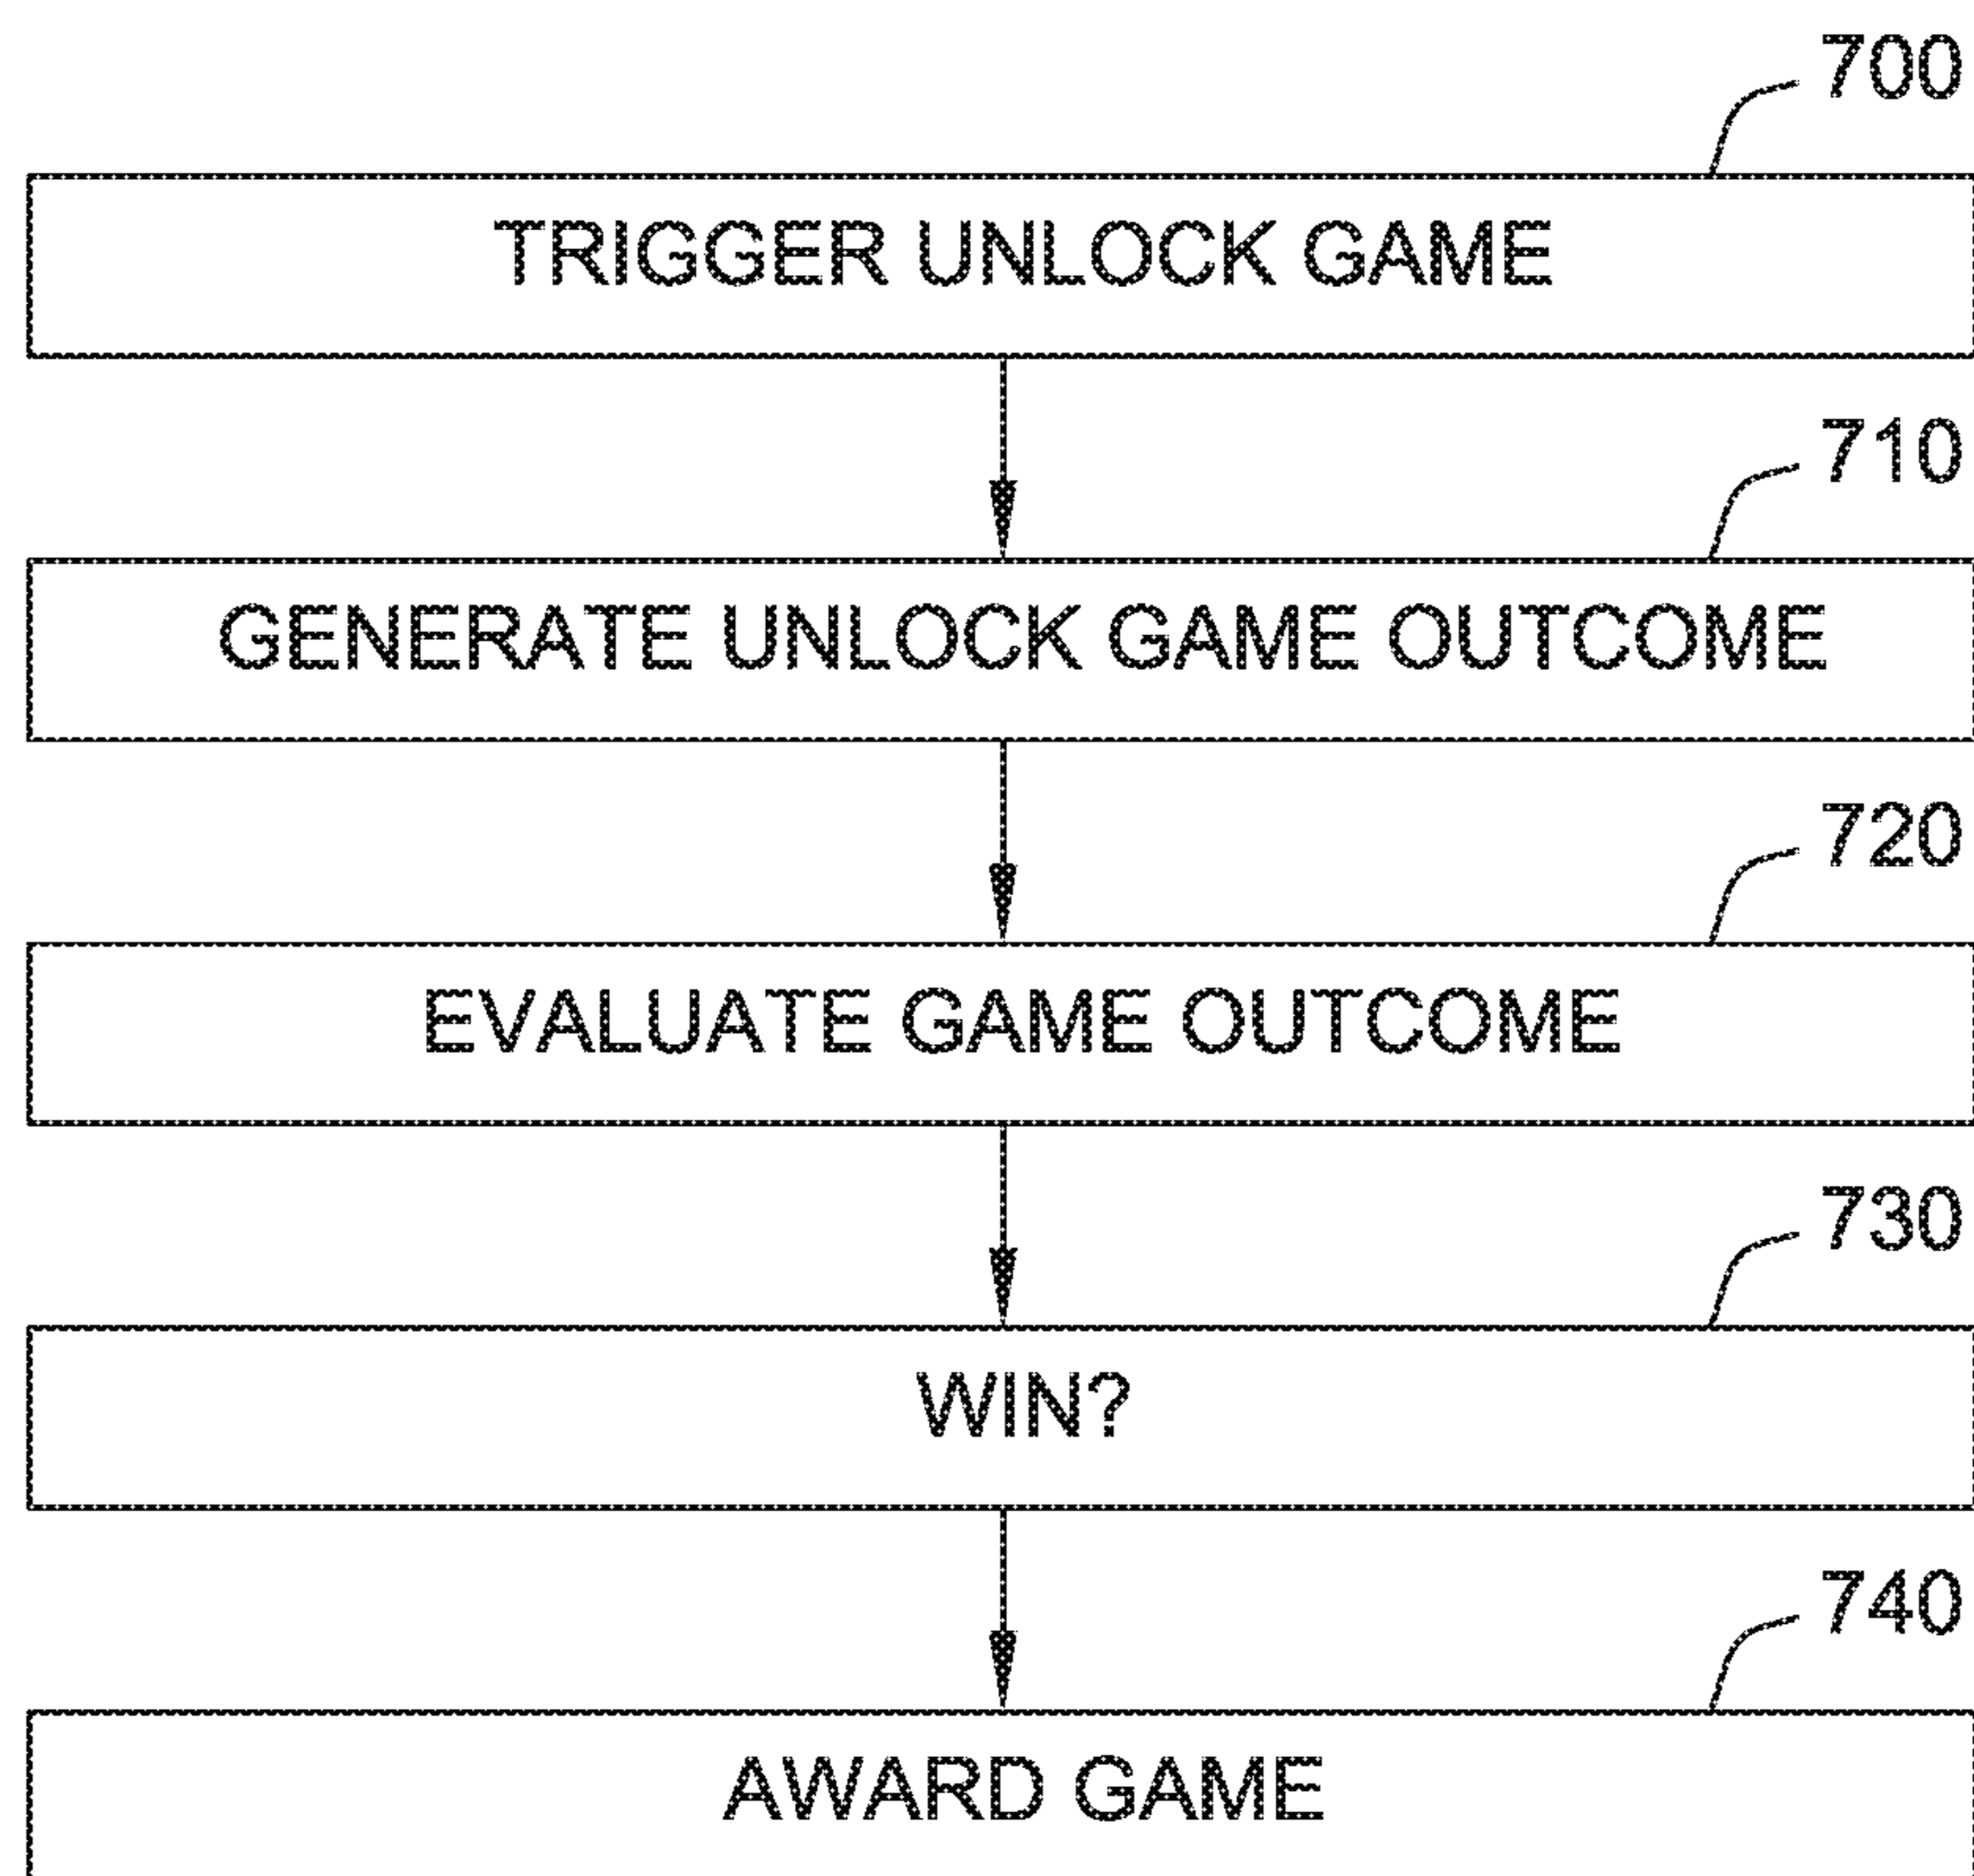 700
TRIGGER UNLOCK GAME
710
GENERATE UNLOCK GAME OUTCOME
720
EVALUATE GAME OUTCOME
730
WIN?
740
AWARD GAME